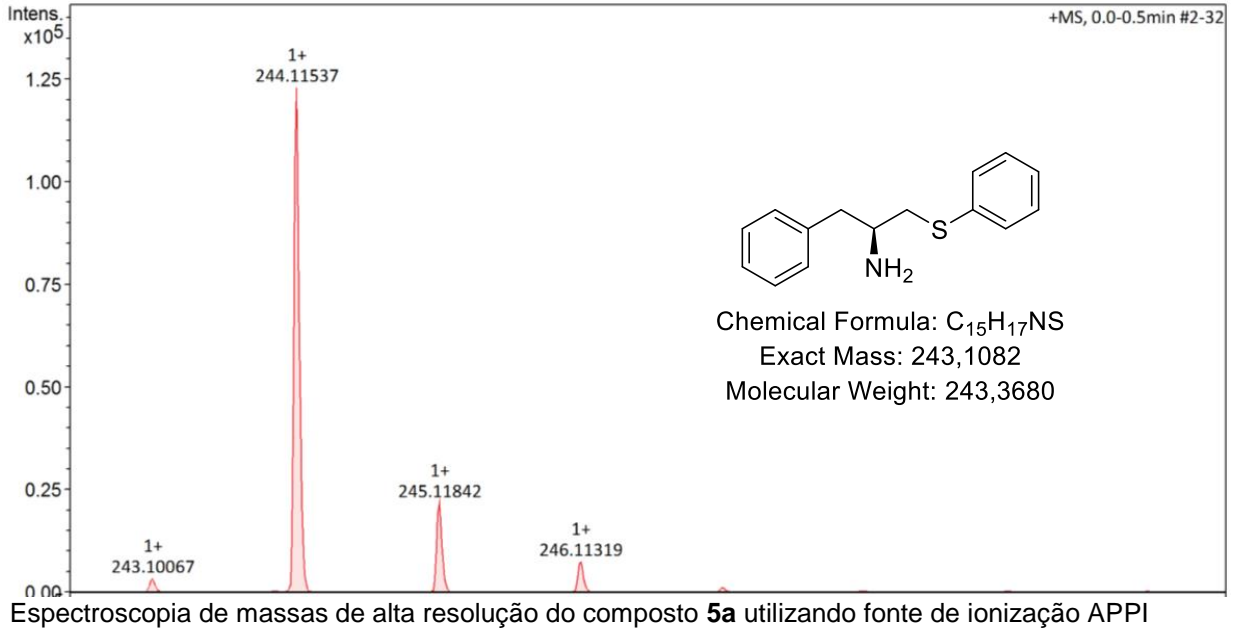 Intens.
x10⁵
+MS, 0.0-0.5min #2-32
1+
244.11537
1.25
1.00
0.75
S
NH₂
Chemical Formula: C₁₅H₁₇NS
Exact Mass: 243,1082
0.50
Molecular Weight: 243,3680
1+
245.11842
0.25
1+
246.11319
1+
243.10067
0.00
Espectroscopia de massas de alta resolução do composto 5a utilizando fonte de ionização APPI